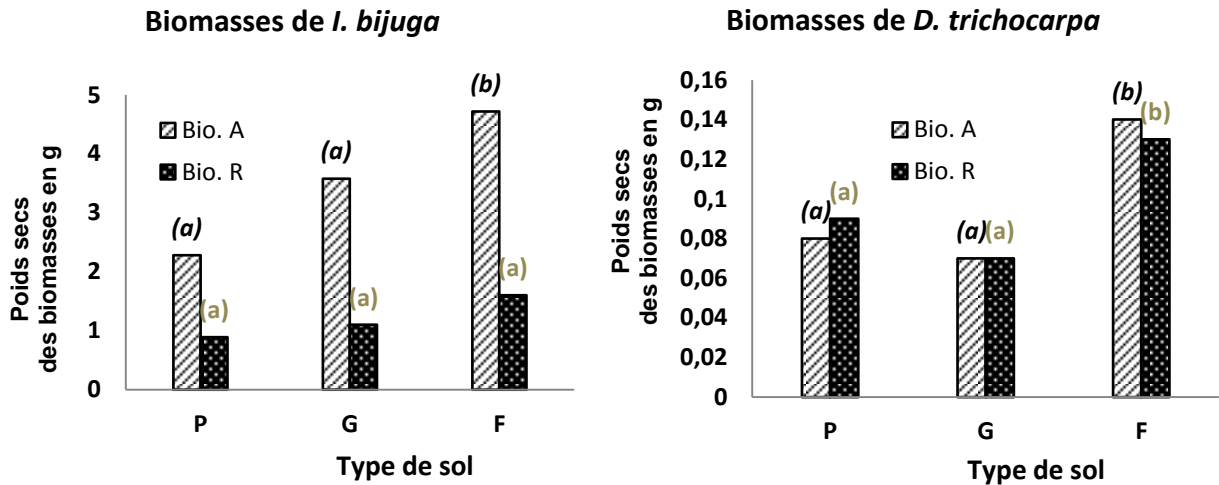 Biomasses de I. bijuga
Poids secs
des biomasses en g
5
4
3
2
1
0
Bio. A
Bio. R
(a)
(a)
(a)
(a)
(b)
(a)
P
G
F
Type de sol
Biomasses de D. trichocarpa
Poids secs
des biomasses en g
0,16
0,14
0,12
0,1
0,08
0,06
0,04
0,02
0
Bio. A
Bio. R
(a)
(a)
(a)
(a)
(b)
(b)
P
G
F
Type de sol